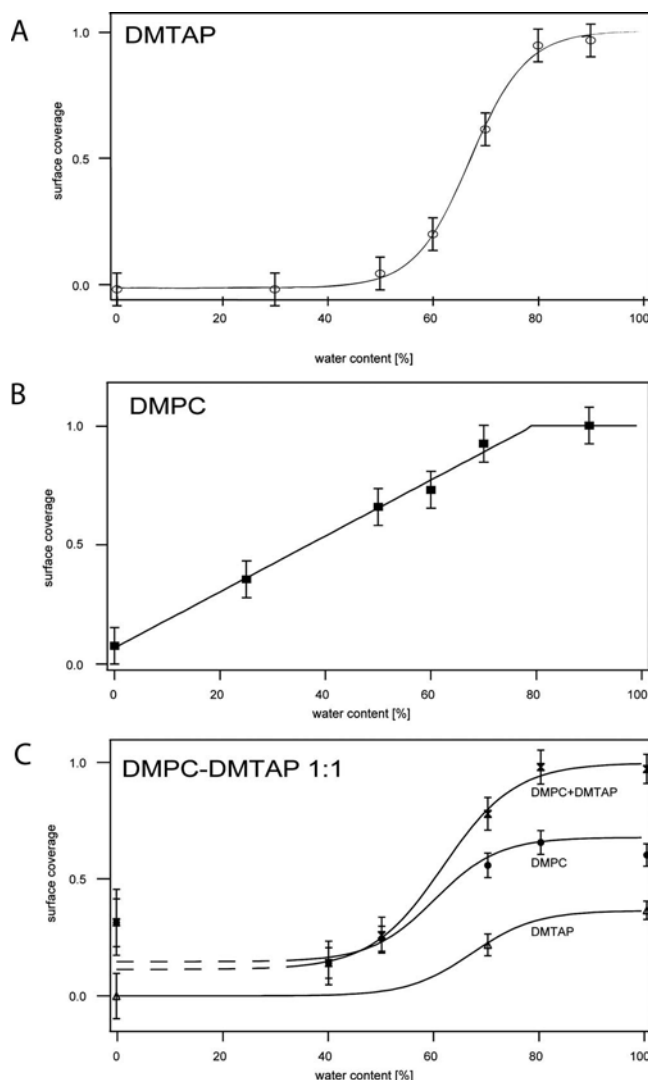 A
DMTAP
1.0
0.5
0.0
surface coverage
0 20 40 60 80 100
water content [%]
B
DMPC
1.0
0.5
0.0
surface coverage
0 20 40 60 80 100
water content [%]
C
DMPC-DMTAP 1:1
1.0
DMPC+DMTAP
DMPC
0.5
DMTAP
0.0
surface coverage
0 20 40 60 80 100
water content [%]